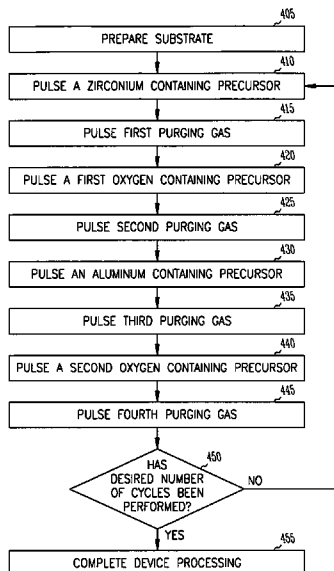 405
PREPARE SUBSTRATE
410
PULSE A ZIRCONIUM CONTAINING PRECURSOR
415
PULSE FIRST PURGING GAS
420
PULSE A FIRST OXYGEN CONTAINING PRECURSOR
425
PULSE SECOND PURGING GAS
430
PULSE AN ALUMINUM CONTAINING PRECURSOR
435
PULSE THIRD PURGING GAS
440
PULSE A SECOND OXYGEN CONTAINING PRECURSOR
445
PULSE FOURTH PURGING GAS
450
HAS
DESIRED NUMBER
OF CYCLES BEEN
PERFORMED?
NO
YES
455
COMPLETE DEVICE PROCESSING